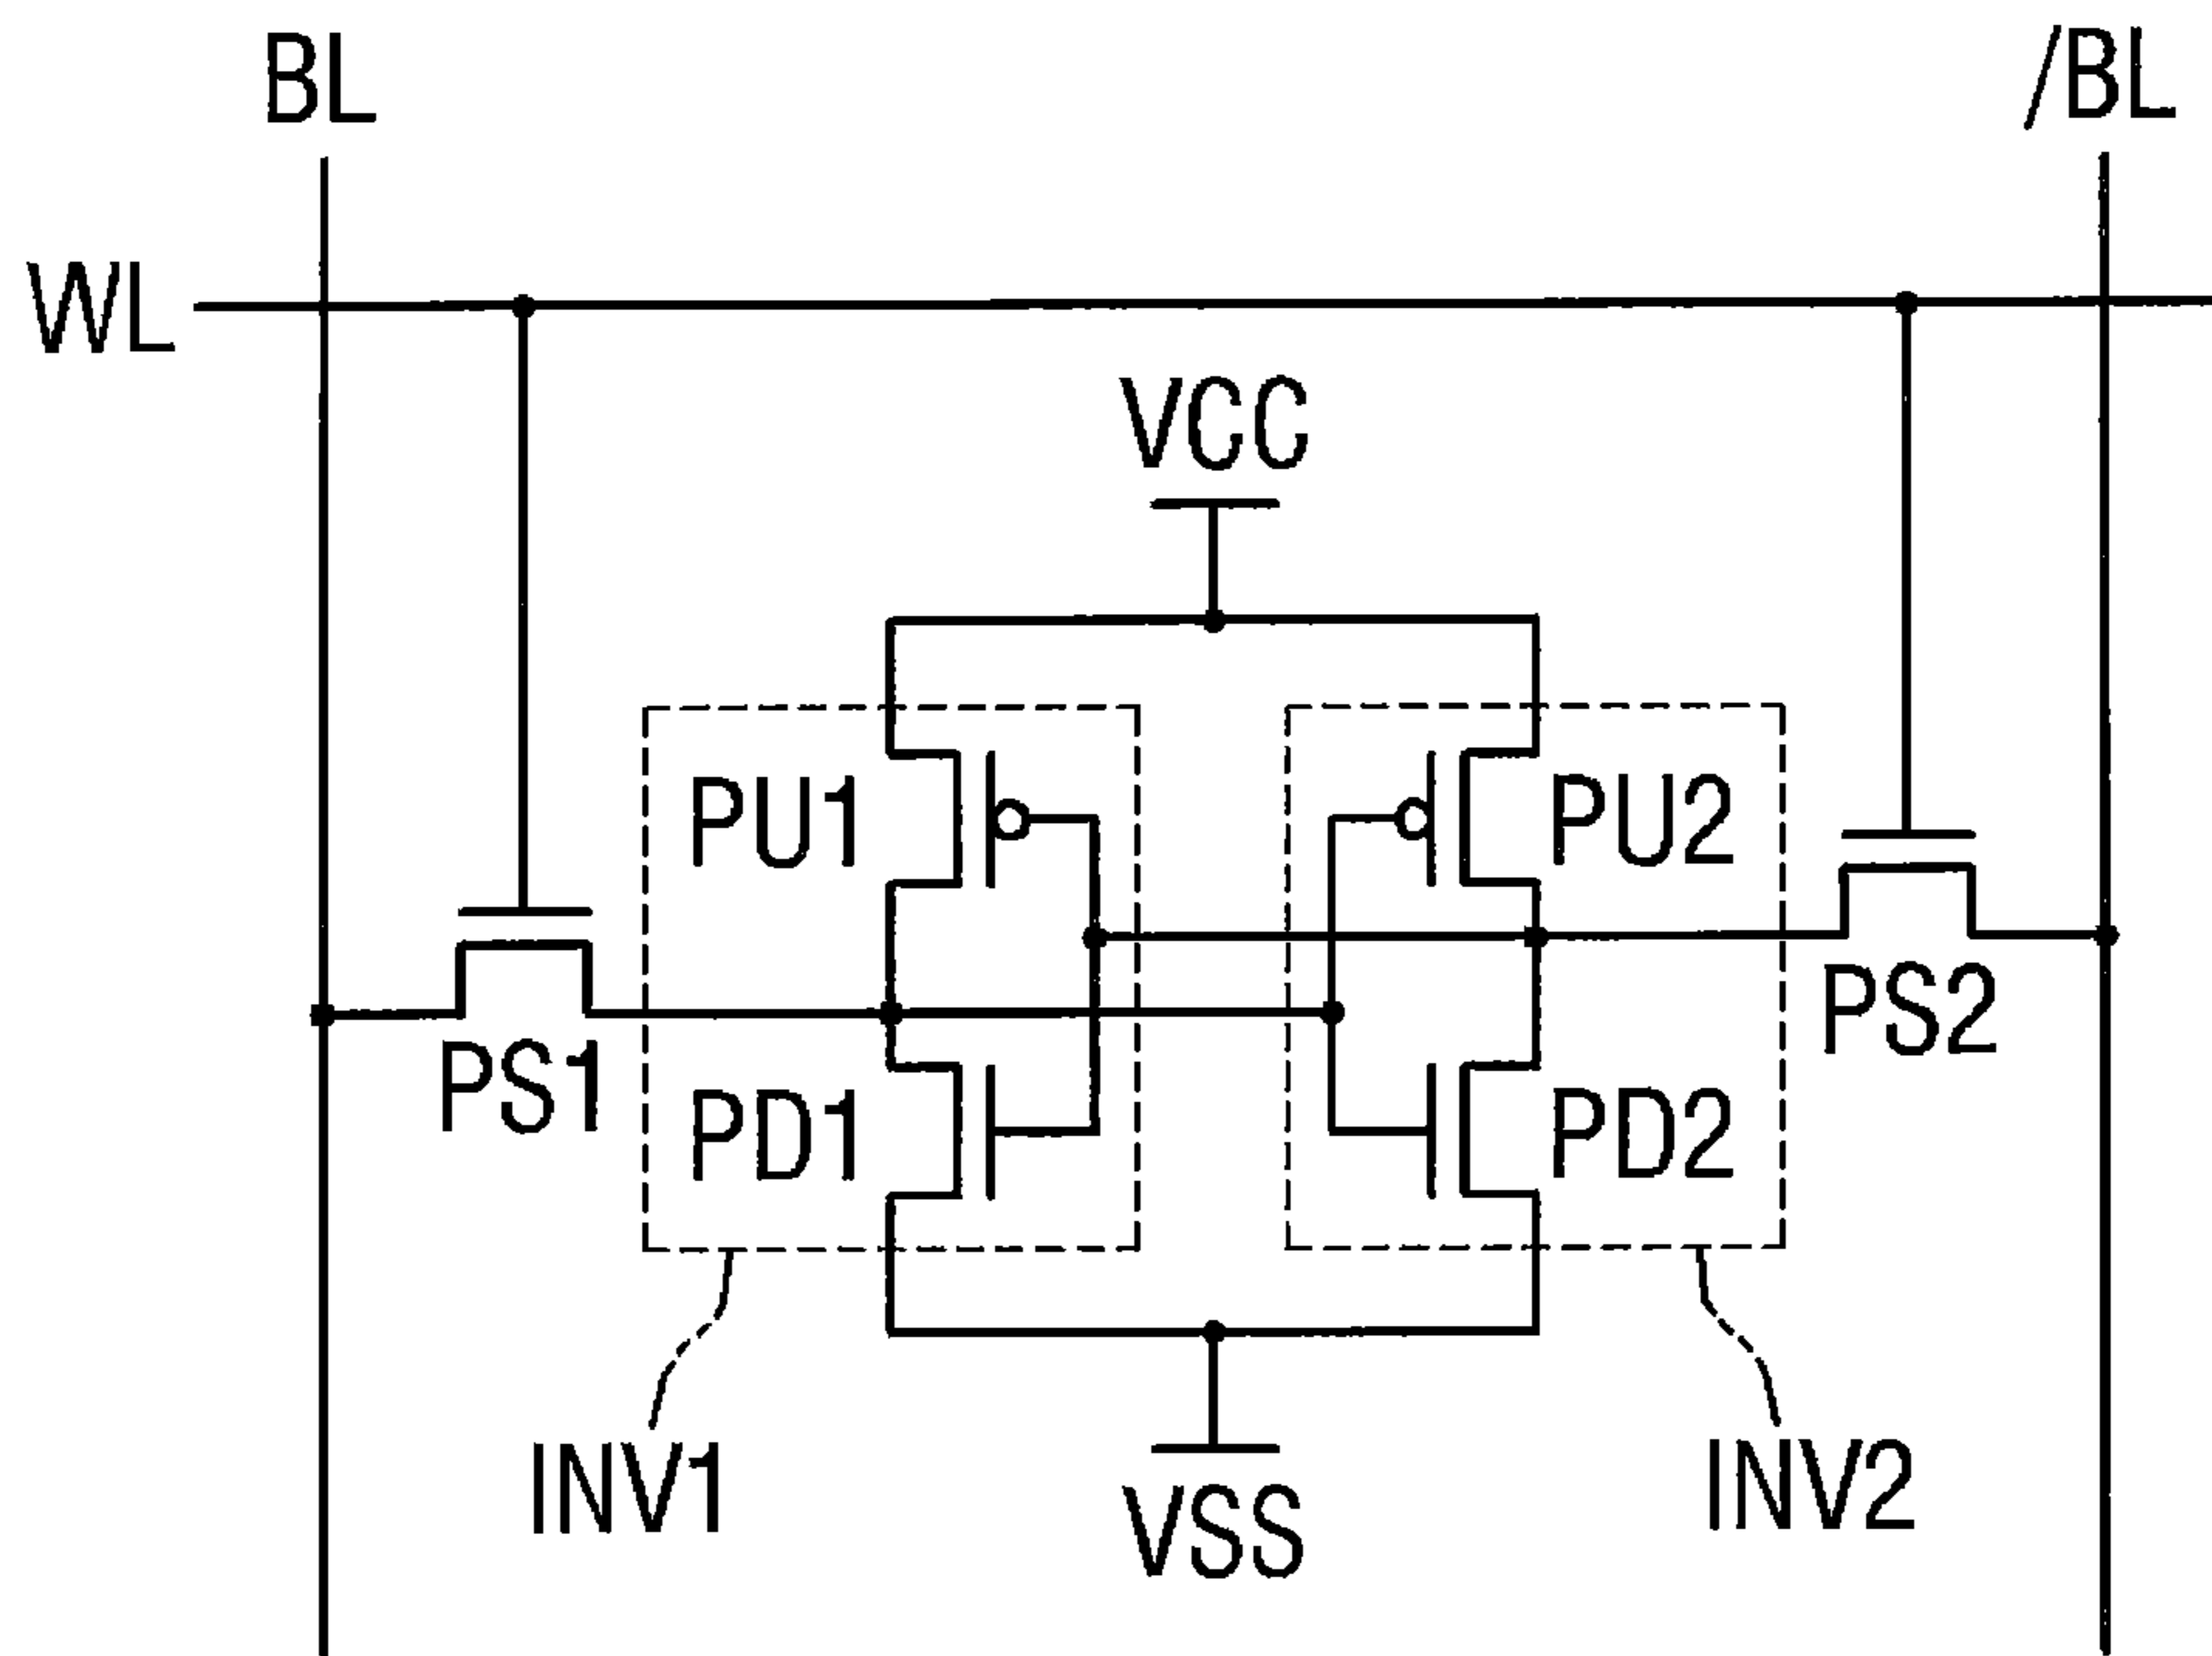 BL
/BL
WL
VCC
PU1
PU2
PS1
PS2
PD1
PD2
INV1
INV2
VSS